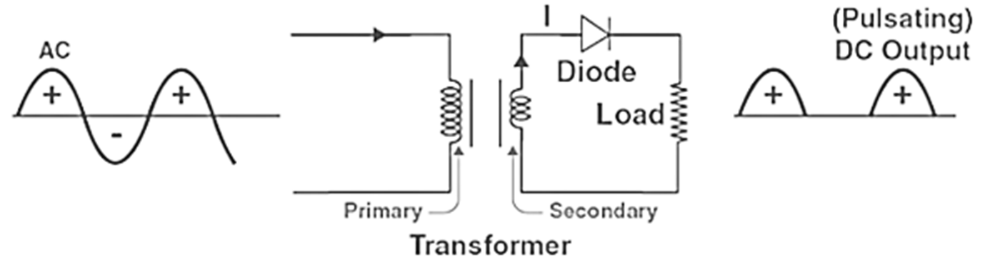 AC
+
-
+
I
Diode
Load
Primary
Secondary
Transformer
(Pulsating)
DC Output
+
+